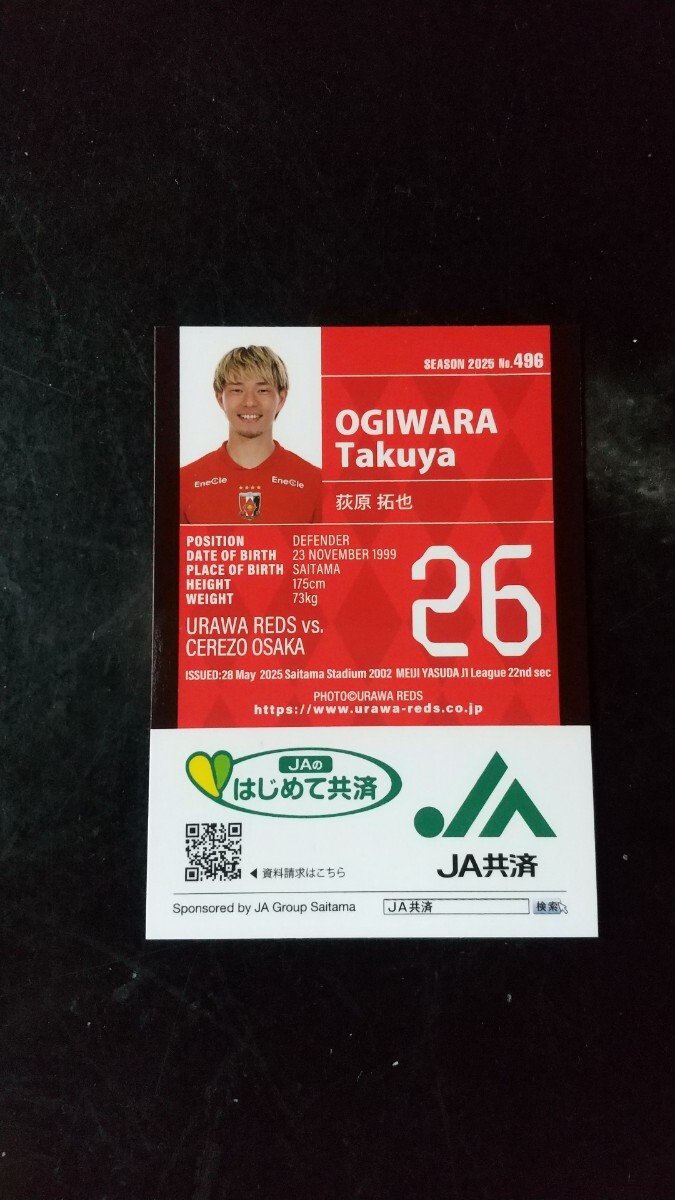 SEASON 2025 No.496
OGIWARA
Takuya
荻原 拓也
EneCle
EneCle
POSITION DEFENDER
DATE OF BIRTH 23 NOVEMBER 1999
PLACE OF BIRTH SAITAMA
HEIGHT 175cm
WEIGHT 73kg
26
URAWA REDS vs.
CEREZO OSAKA
ISSUED:28 May 2025 Saitama Stadium 2002 MEIJI YASUDA J1 League 22nd sec
PHOTO©URAWA REDS
https://www.urawa-reds.co.jp
JAの
はじめて共済
JA
JA共済
◀ 資料請求はこちら
Sponsored by JA Group Saitama
JA共済 検索